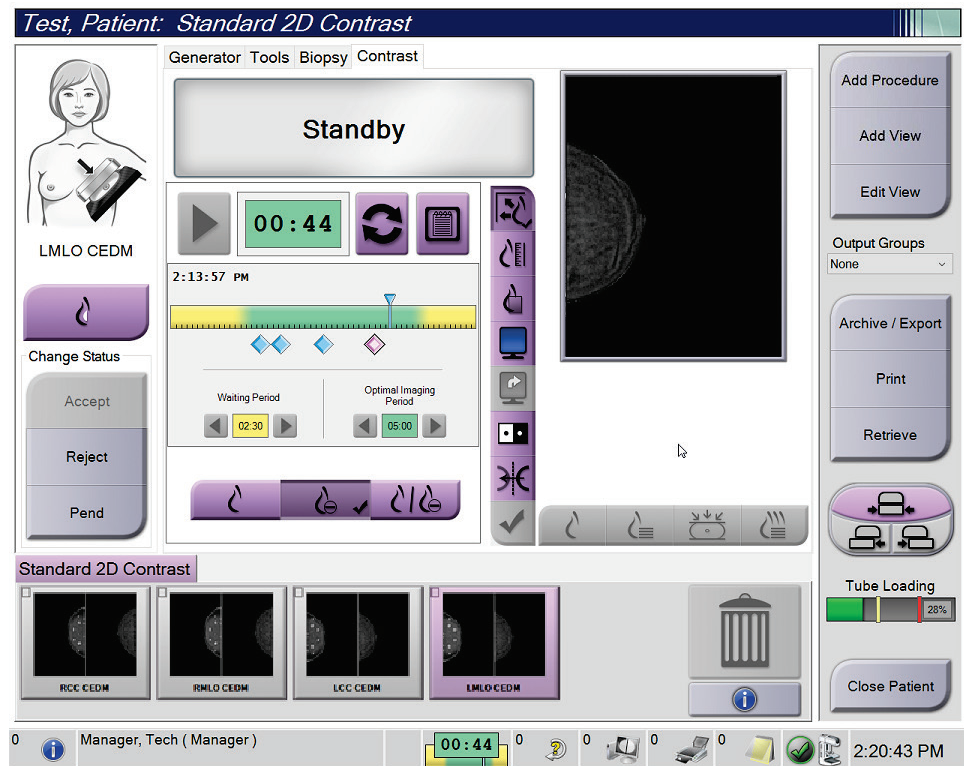 Test, Patient: Standard 2D Contrast
Generator Tools Biopsy Contrast
Standby
00:44
2:13:57 PM
Waiting Period
02:30
Optimal Imaging
Period
05:00
LMLO CEDM
Change Status
Accept
Reject
Pend
Add Procedure
Add View
Edit View
Output Groups
None
Archive / Export
Print
Retrieve
Tube Loading
28%
Close Patient
Standard 2D Contrast
RCC CEDM
RMLO CEDM
LCC CEDM
LMLO CEDM
0
Manager, Tech ( Manager )
00:44
0
0
0
0
2:20:43 PM